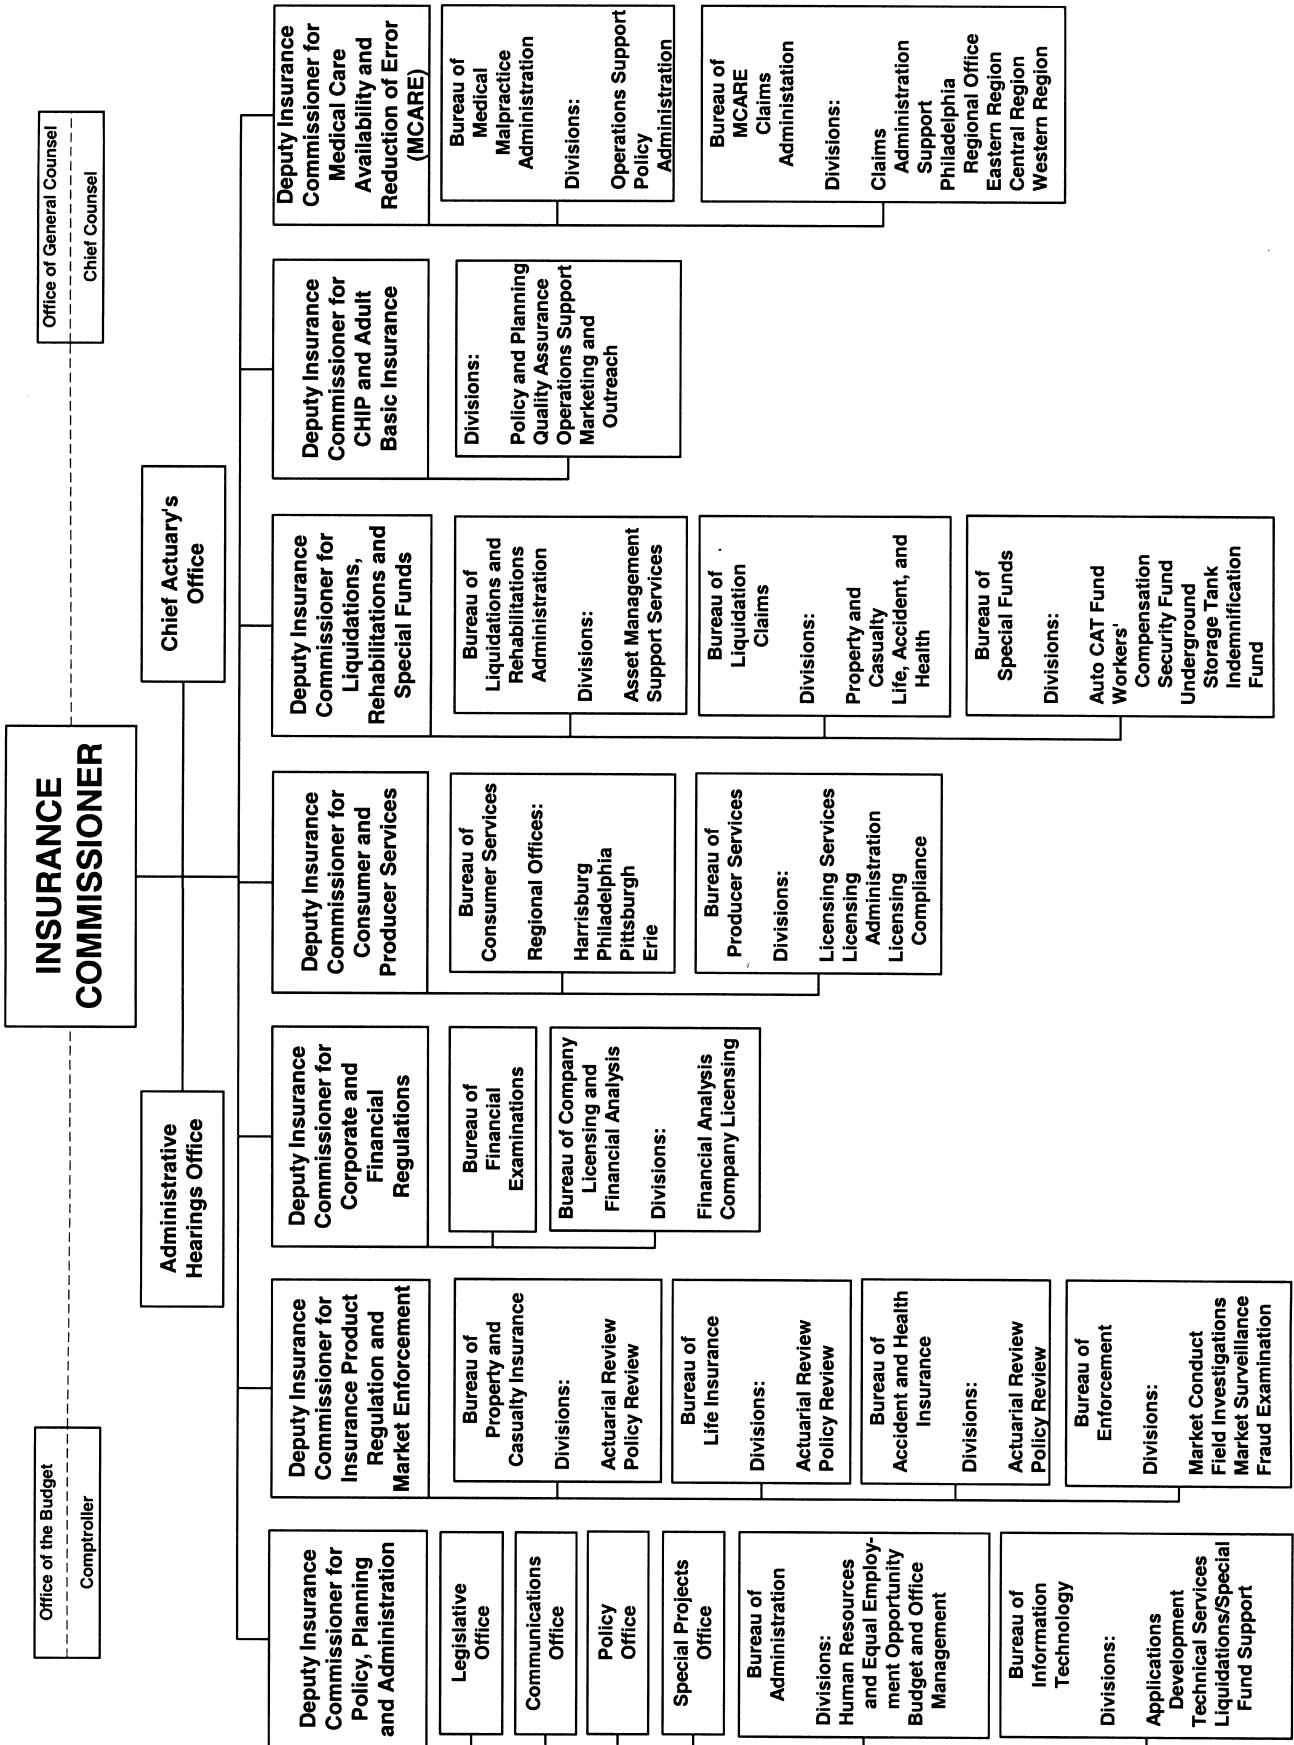 INSURANCE
COMMISSIONER
Office of the Budget
Comptroller
Office of General Counsel
Chief Counsel
Administrative
Hearings Office
Chief Actuary's
Office
Deputy Insurance
Commissioner for
Policy, Planning
and Administration
Legislative
Office
Communications
Office
Policy
Office
Special Projects
Office
Bureau of
Administration
Divisions:
Human Resources
and Equal Employ-
ment Opportunity
Budget and Office
Management
Bureau of
Information
Technology
Divisions:
Applications
Development
Technical Services
Liquidations/Special
Fund Support
Deputy Insurance
Commissioner for
Insurance Product
Regulation and
Market Enforcement
Bureau of
Property and
Casualty Insurance
Divisions:
Actuarial Review
Policy Review
Bureau of
Life Insurance
Divisions:
Actuarial Review
Policy Review
Bureau of
Accident and Health
Insurance
Divisions:
Actuarial Review
Policy Review
Bureau of
Enforcement
Divisions:
Market Conduct
Field Investigations
Market Surveillance
Fraud Examination
Deputy Insurance
Commissioner for
Corporate and
Financial
Regulations
Bureau of
Financial
Examinations
Bureau of Company
Licensing and
Financial Analysis
Divisions:
Financial Analysis
Company Licensing
Deputy Insurance
Commissioner for
Consumer and
Producer Services
Bureau of
Consumer Services
Regional Offices:
Harrisburg
Philadelphia
Pittsburgh
Erie
Bureau of
Producer Services
Divisions:
Licensing Services
Licensing
Administration
Licensing
Compliance
Deputy Insurance
Commissioner for
Liquidations,
Rehabilitations and
Special Funds
Bureau of
Liquidations and
Rehabilitations
Administration
Divisions:
Asset Management
Support Services
Bureau of
Liquidation
Claims
Divisions:
Property and
Casualty
Life, Accident, and
Health
Bureau of
Special Funds
Divisions:
Auto CAT Fund
Workers'
Compensation
Security Fund
Underground
Storage Tank
Indemnification
Fund
Deputy Insurance
Commissioner for
CHIP and Adult
Basic Insurance
Divisions:
Policy and Planning
Quality Assurance
Operations Support
Marketing and
Outreach
Deputy Insurance
Commissioner for
Medical Care
Availability and
Reduction of Error
(MCARE)
Bureau of
Medical
Malpractice
Administration
Divisions:
Operations Support
Policy
Administration
Bureau of
MCARE
Claims
Administation
Divisions:
Claims
Administration
Support
Philadelphia
Regional Office
Eastern Region
Central Region
Western Region